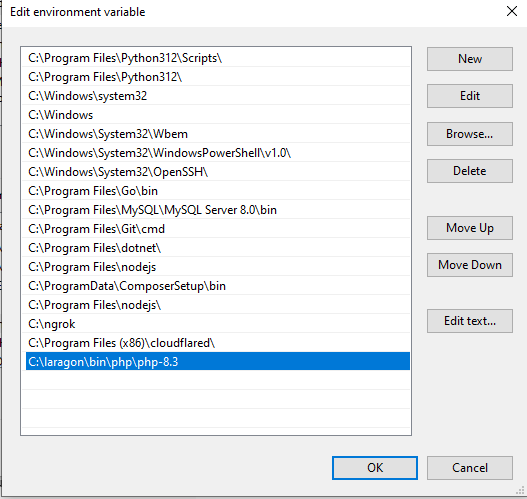 Edit environment variable
C:\Program Files\Python312\Scripts\
C:\Program Files\Python312\
C:\Windows\system32
C:\Windows
C:\Windows\System32\Wbem
C:\Windows\System32\WindowsPowerShell\v1.0\
C:\Windows\System32\OpenSSH\
C:\Program Files\Go\bin
C:\Program Files\MySQL\MySQL Server 8.0\bin
C:\Program Files\Git\cmd
C:\Program Files\dotnet\
C:\Program Files\nodejs
C:\ProgramData\ComposerSetup\bin
C:\Program Files\nodejs\
C:\ngrok
C:\Program Files (x86)\cloudflared\
C:\laragon\bin\php\php-8.3
New
Edit
Browse...
Delete
Move Up
Move Down
Edit text...
OK
Cancel